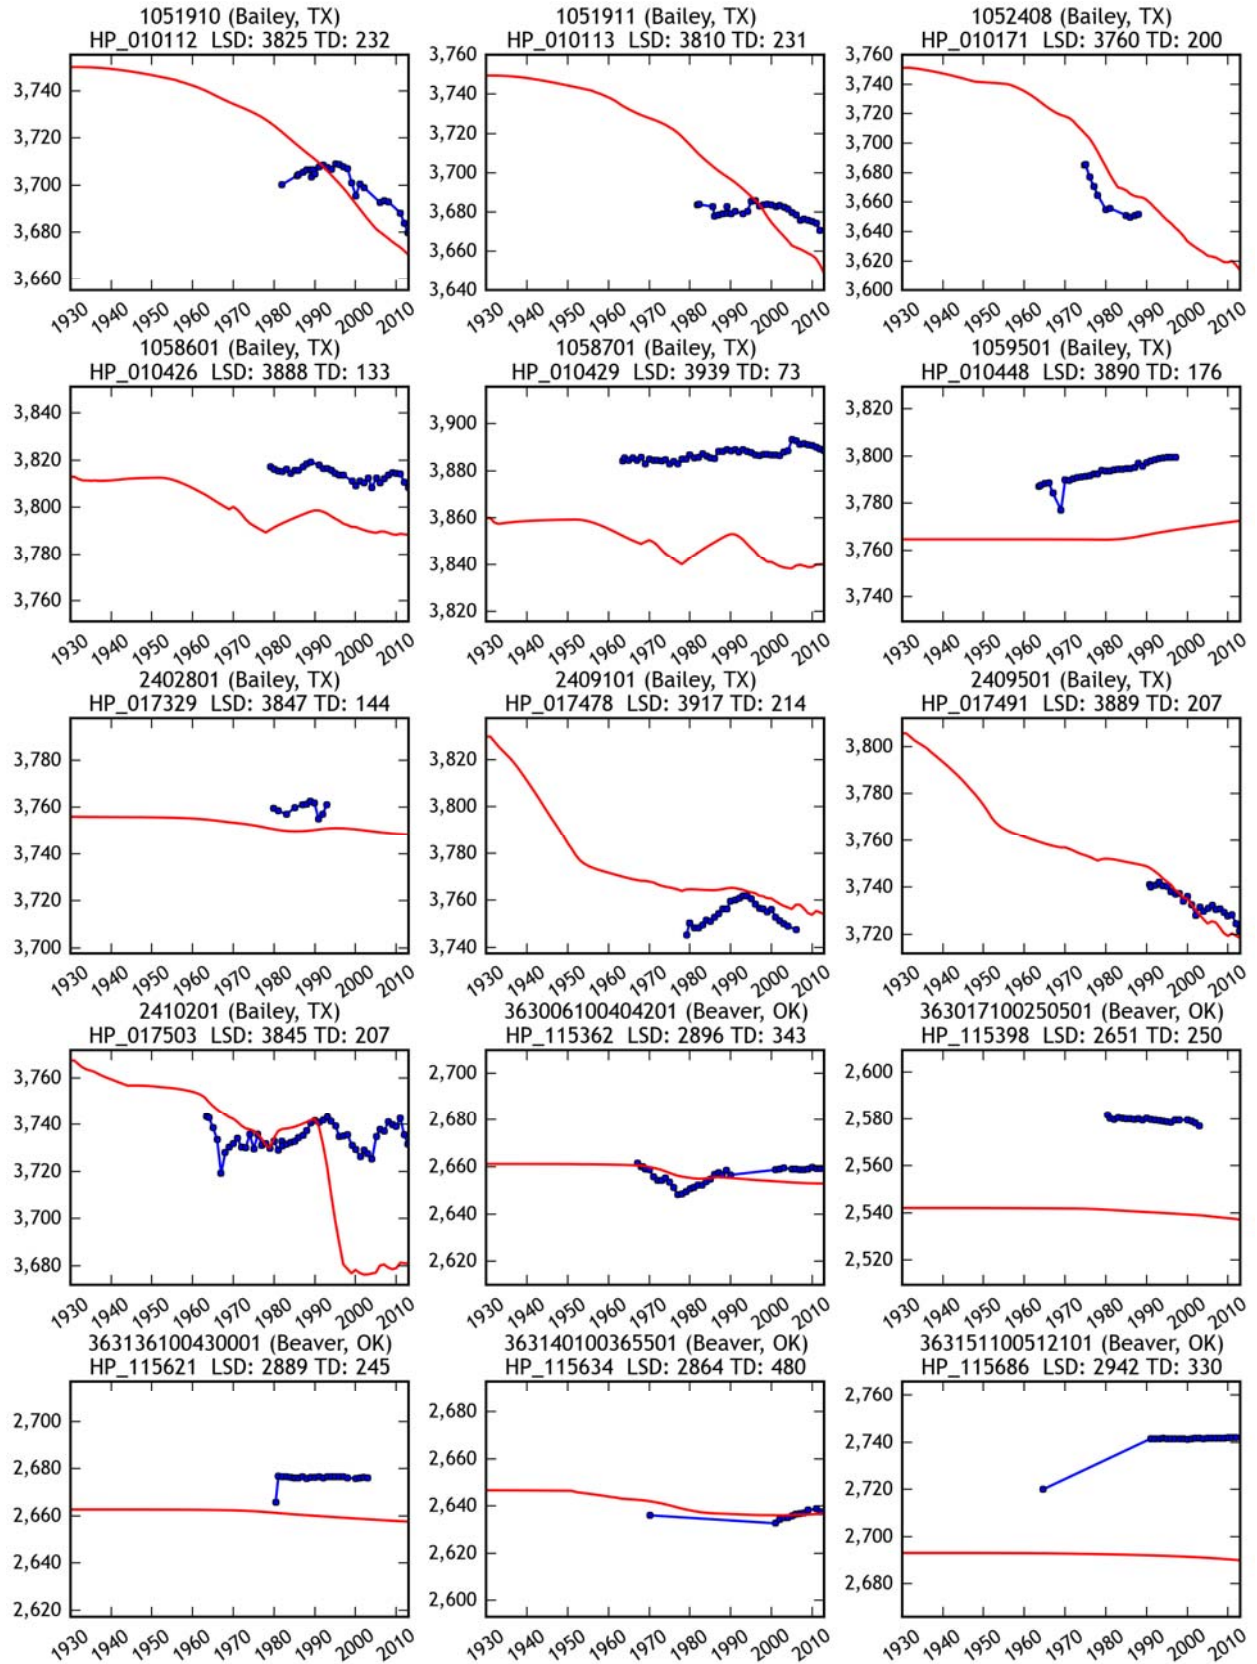 1051910 (Bailey, TX)
HP_010112 LSD: 3825 TD: 232
3,740
3,720
3,700
3,680
3,660
1930 1940 1950 1960 1970 1980 1990 2000 2010
1051911 (Bailey, TX)
HP_010113 LSD: 3810 TD: 231
3,760
3,740
3,720
3,700
3,680
3,660
3,640
1930 1940 1950 1960 1970 1980 1990 2000 2010
1052408 (Bailey, TX)
HP_010171 LSD: 3760 TD: 200
3,760
3,740
3,720
3,700
3,680
3,660
3,640
3,620
3,600
1930 1940 1950 1960 1970 1980 1990 2000 2010
1058601 (Bailey, TX)
HP_010426 LSD: 3888 TD: 133
3,840
3,820
3,800
3,780
3,760
1930 1940 1950 1960 1970 1980 1990 2000 2010
1058701 (Bailey, TX)
HP_010429 LSD: 3939 TD: 73
3,900
3,880
3,860
3,840
3,820
1930 1940 1950 1960 1970 1980 1990 2000 2010
1059501 (Bailey, TX)
HP_010448 LSD: 3890 TD: 176
3,820
3,800
3,780
3,760
3,740
1930 1940 1950 1960 1970 1980 1990 2000 2010
2402801 (Bailey, TX)
HP_017329 LSD: 3847 TD: 144
3,780
3,760
3,740
3,720
3,700
1930 1940 1950 1960 1970 1980 1990 2000 2010
2409101 (Bailey, TX)
HP_017478 LSD: 3917 TD: 214
3,820
3,800
3,780
3,760
3,740
1930 1940 1950 1960 1970 1980 1990 2000 2010
2409501 (Bailey, TX)
HP_017491 LSD: 3889 TD: 207
3,800
3,780
3,760
3,740
3,720
1930 1940 1950 1960 1970 1980 1990 2000 2010
2410201 (Bailey, TX)
HP_017503 LSD: 3845 TD: 207
3,760
3,740
3,720
3,700
3,680
1930 1940 1950 1960 1970 1980 1990 2000 2010
363006100404201 (Beaver, OK)
HP_115362 LSD: 2896 TD: 343
2,700
2,680
2,660
2,640
2,620
1930 1940 1950 1960 1970 1980 1990 2000 2010
363017100250501 (Beaver, OK)
HP_115398 LSD: 2651 TD: 250
2,600
2,580
2,560
2,540
2,520
1930 1940 1950 1960 1970 1980 1990 2000 2010
363136100430001 (Beaver, OK)
HP_115621 LSD: 2889 TD: 245
2,700
2,680
2,660
2,640
2,620
1930 1940 1950 1960 1970 1980 1990 2000 2010
363140100365501 (Beaver, OK)
HP_115634 LSD: 2864 TD: 480
2,680
2,660
2,640
2,620
2,600
1930 1940 1950 1960 1970 1980 1990 2000 2010
363151100512101 (Beaver, OK)
HP_115686 LSD: 2942 TD: 330
2,760
2,740
2,720
2,700
2,680
1930 1940 1950 1960 1970 1980 1990 2000 2010